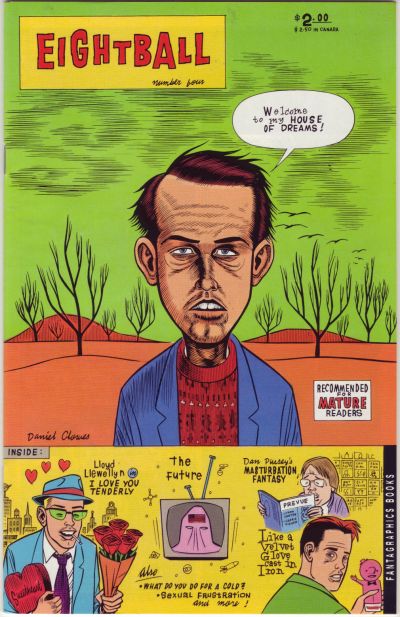 EIGHTBALL
number four
$2.00
$2.50 IN CANADA
Welcome
to my HOUSE
OF DREAMS!
RECOMMENDED
FOR
MATURE
READERS
Daniel Clowes
INSIDE:
Lloyd
Llewellyn in
I LOVE YOU
TENDERLY
The
Future
Dan Pussey's
MASTURBATION
FANTASY
PREVUE
Like a
Velvet
Glove
cast in
Iron
Also
• WHAT DO YOU DO FOR A COLD?
• SEXUAL FRUSTRATION
and more!
FANTAGRAPHICS BOOKS